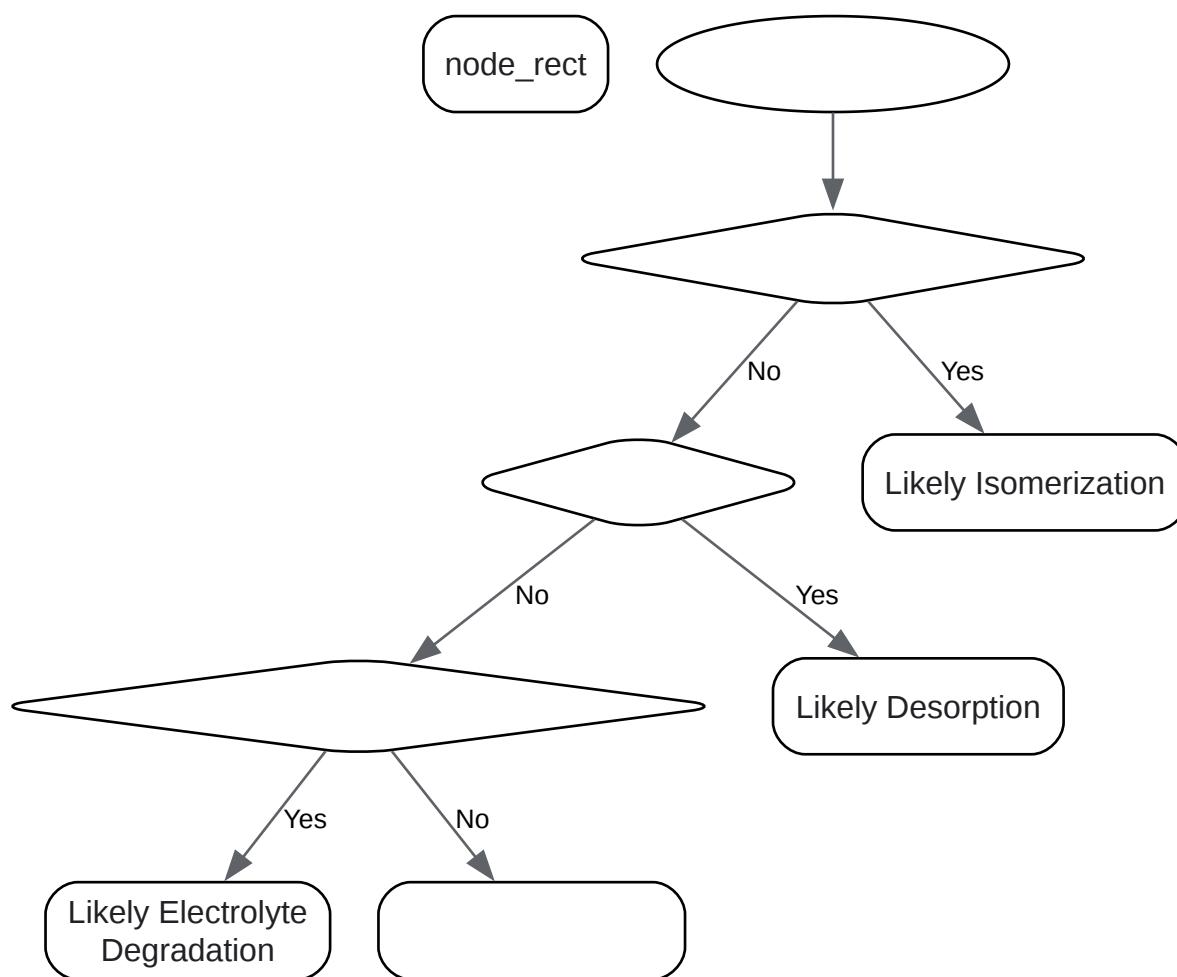 node_rect
No
Yes
Likely Isomerization
No
Yes
Likely Desorption
Yes
No
Likely Electrolyte
Degradation